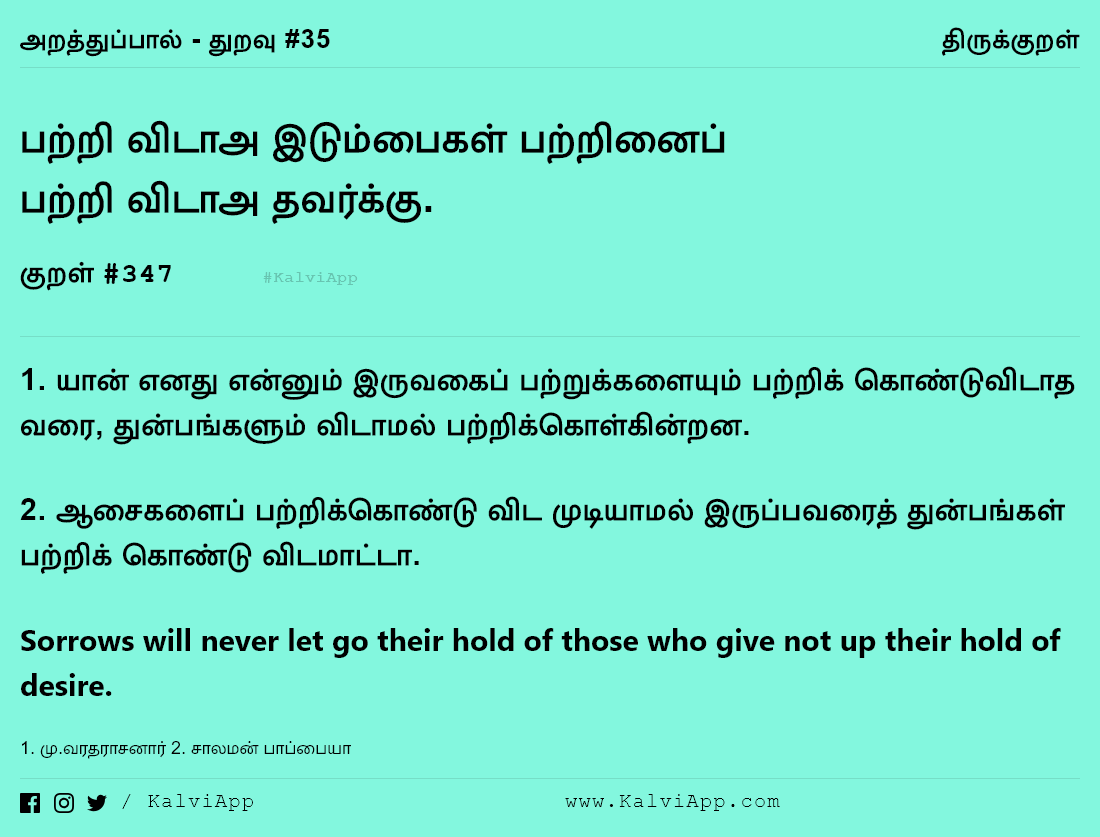 அறத்துப்பால் - துறவு #35
திருக்குறள்
பற்றி விடாஅ இடும்பைகள் பற்றினைப்
பற்றி விடாஅ தவர்க்கு.
குறள் #347
#KalviApp
1. யான் எனது என்னும் இருவகைப் பற்றுக்களையும் பற்றிக் கொண்டுவிடாத
வரை, துன்பங்களும் விடாமல் பற்றிக்கொள்கின்றன.
2. ஆசைகளைப் பற்றிக்கொண்டு விட முடியாமல் இருப்பவரைத் துன்பங்கள்
பற்றிக் கொண்டு விடமாட்டா.
Sorrows will never let go their hold of those who give not up their hold of
desire.
1. மு.வரதராசனார் 2. சாலமன் பாப்பையா
/ KalviApp
www.KalviApp.com